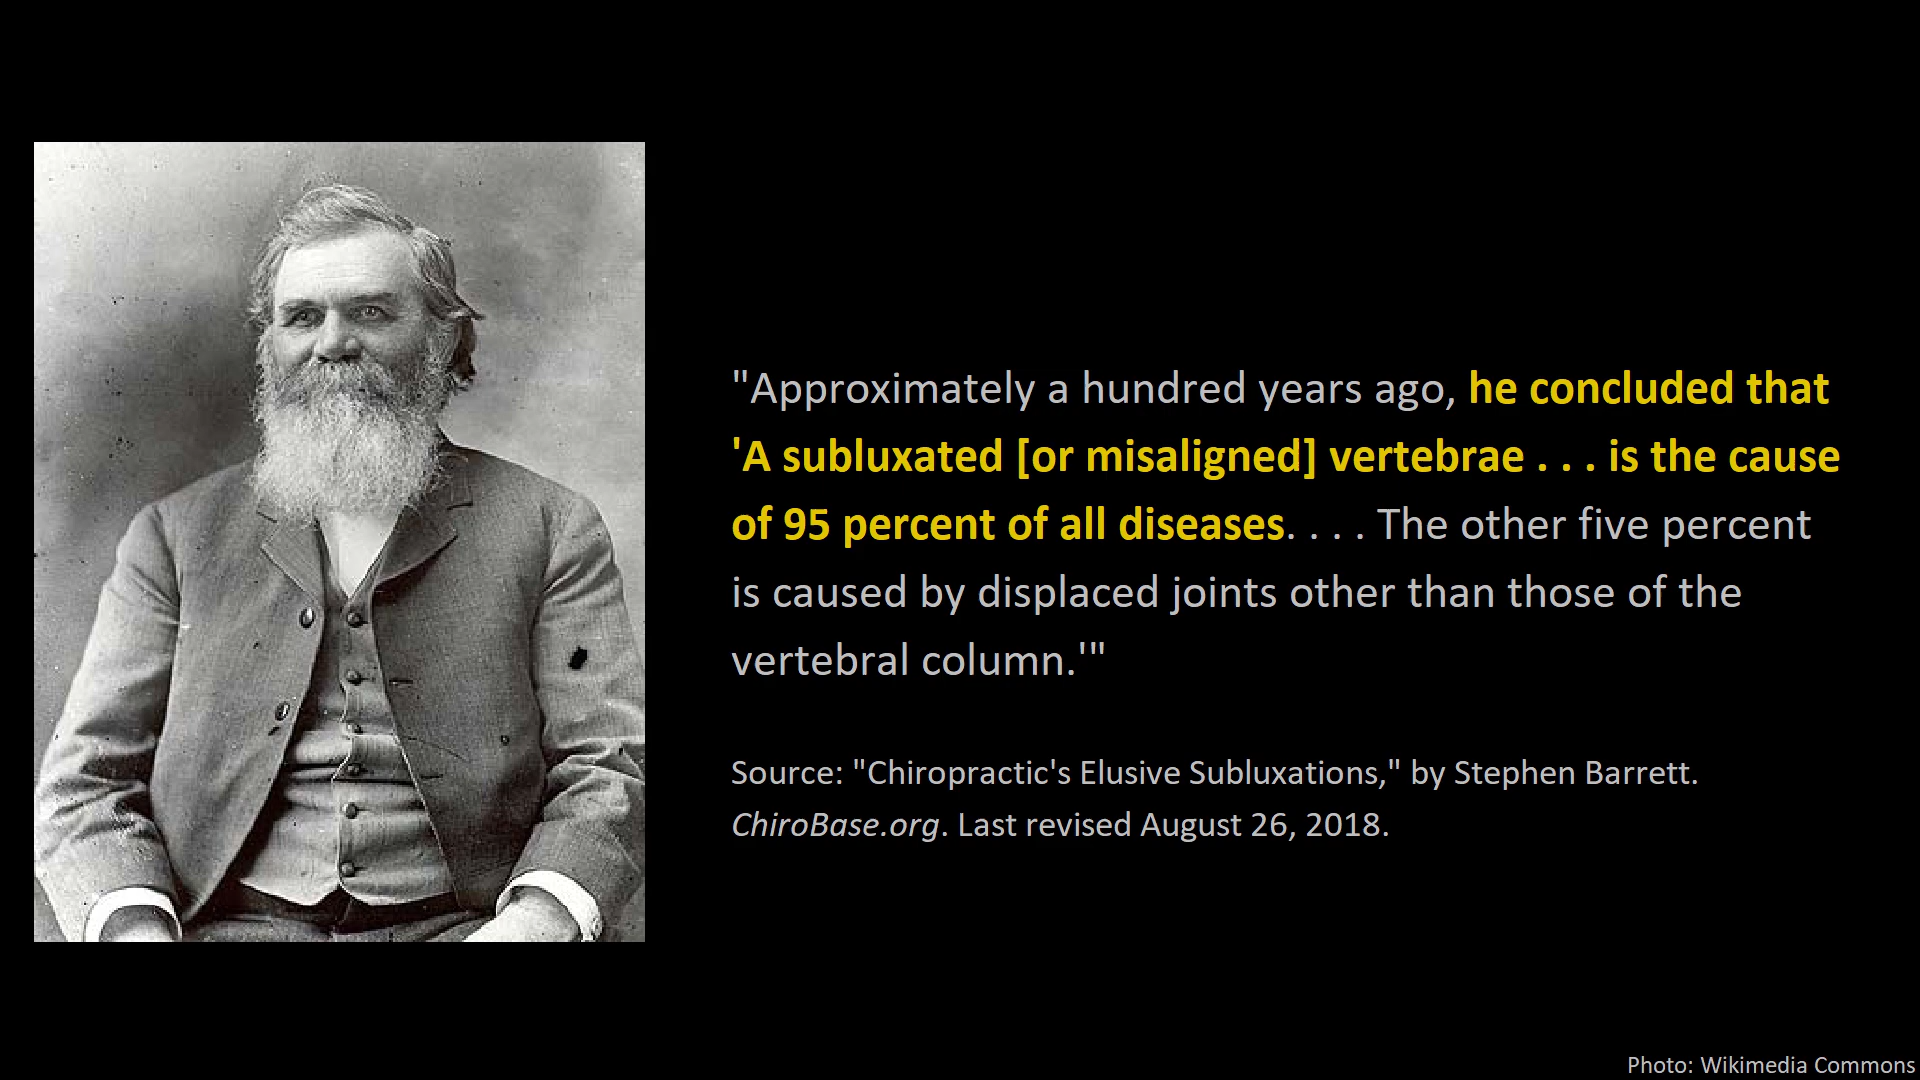 "Approximately a hundred years ago, he concluded that
'A subluxated [or misaligned] vertebrae . . . is the cause
of 95 percent of all diseases. . . . The other five percent
is caused by displaced joints other than those of the
vertebral column.'"
Source: "Chiropractic's Elusive Subluxations," by Stephen Barrett.
ChiroBase.org. Last revised August 26, 2018.
Photo: Wikimedia Commons